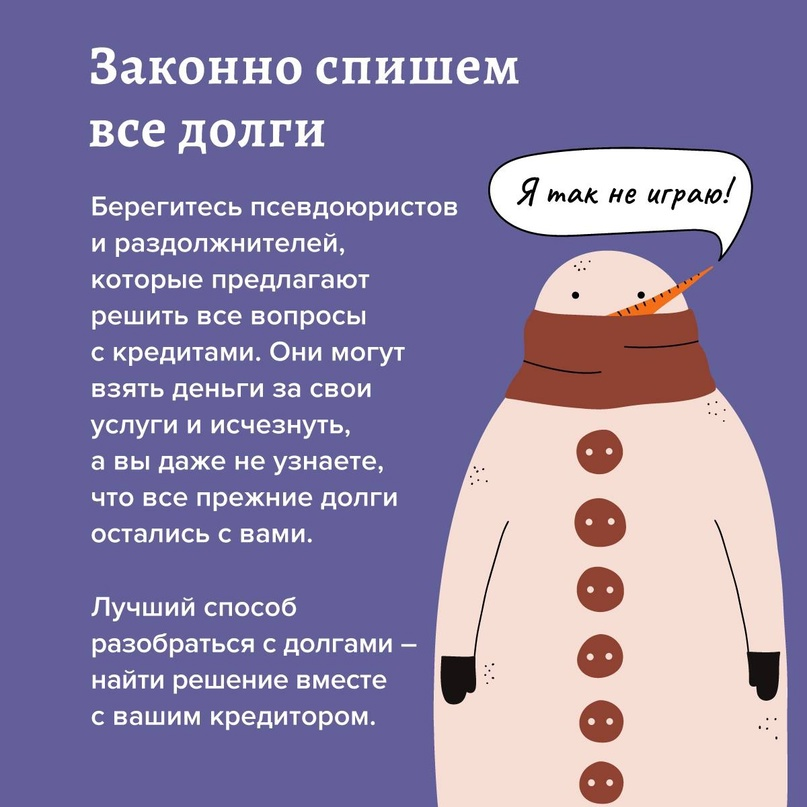 Законно спишем
все долги
Я так не играю!
Берегитесь псевдоюристов
и раздолжнителей,
которые предлагают
решить все вопросы
с кредитами. Они могут
взять деньги за свои
услуги и исчезнуть,
а вы даже не узнаете,
что все прежние долги
остались с вами.
Лучший способ
разобраться с долгами –
найти решение вместе
с вашим кредитором.